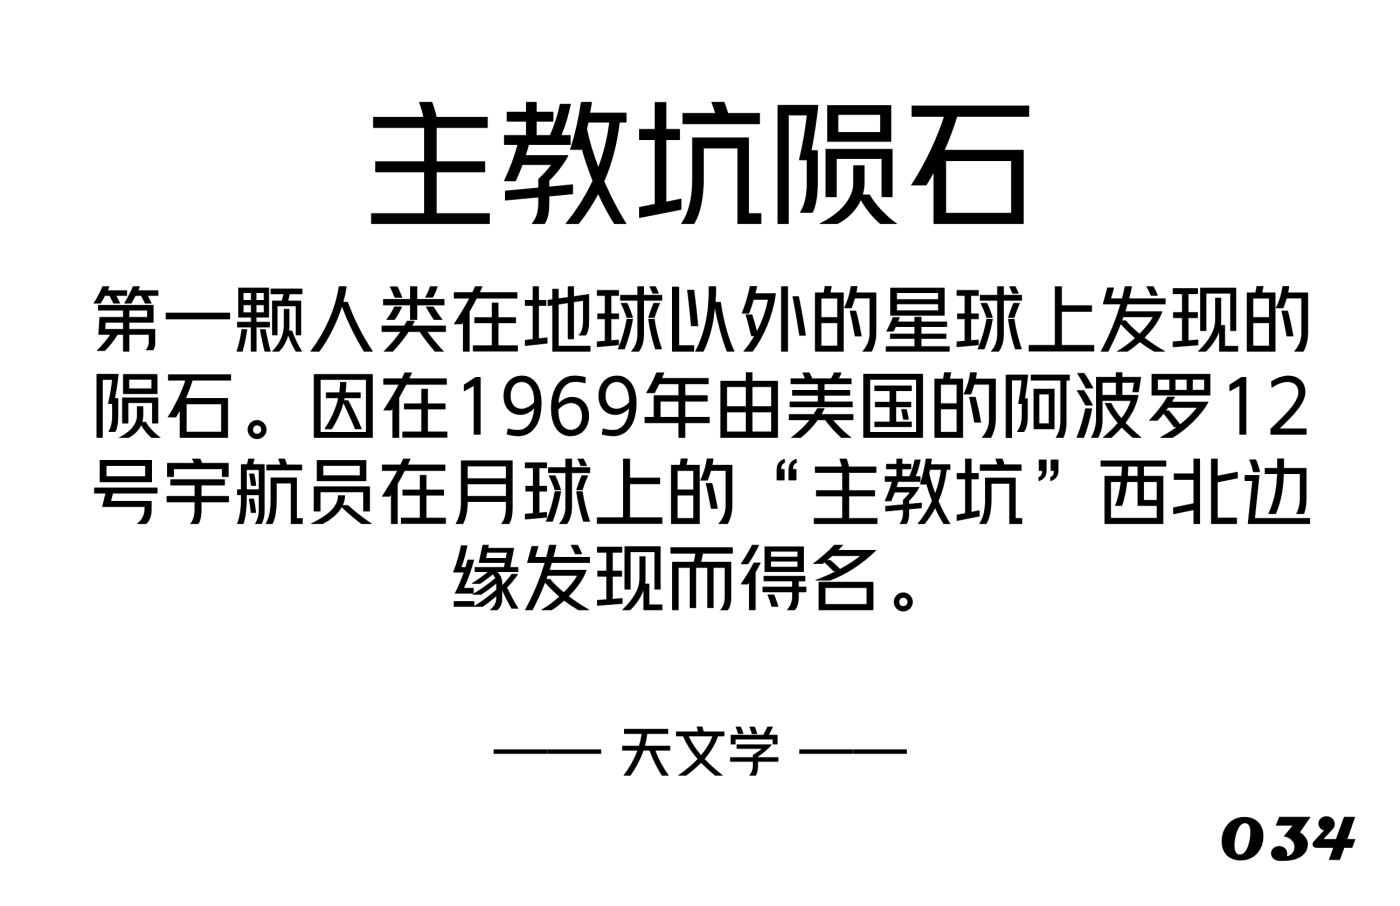 主教坑陨石
第一颗人类在地球以外的星球上发现的
陨石。因在1969年由美国的阿波罗12
号宇航员在月球上的“主教坑”西北边
缘发现而得名。
—— 天文学 ——
034